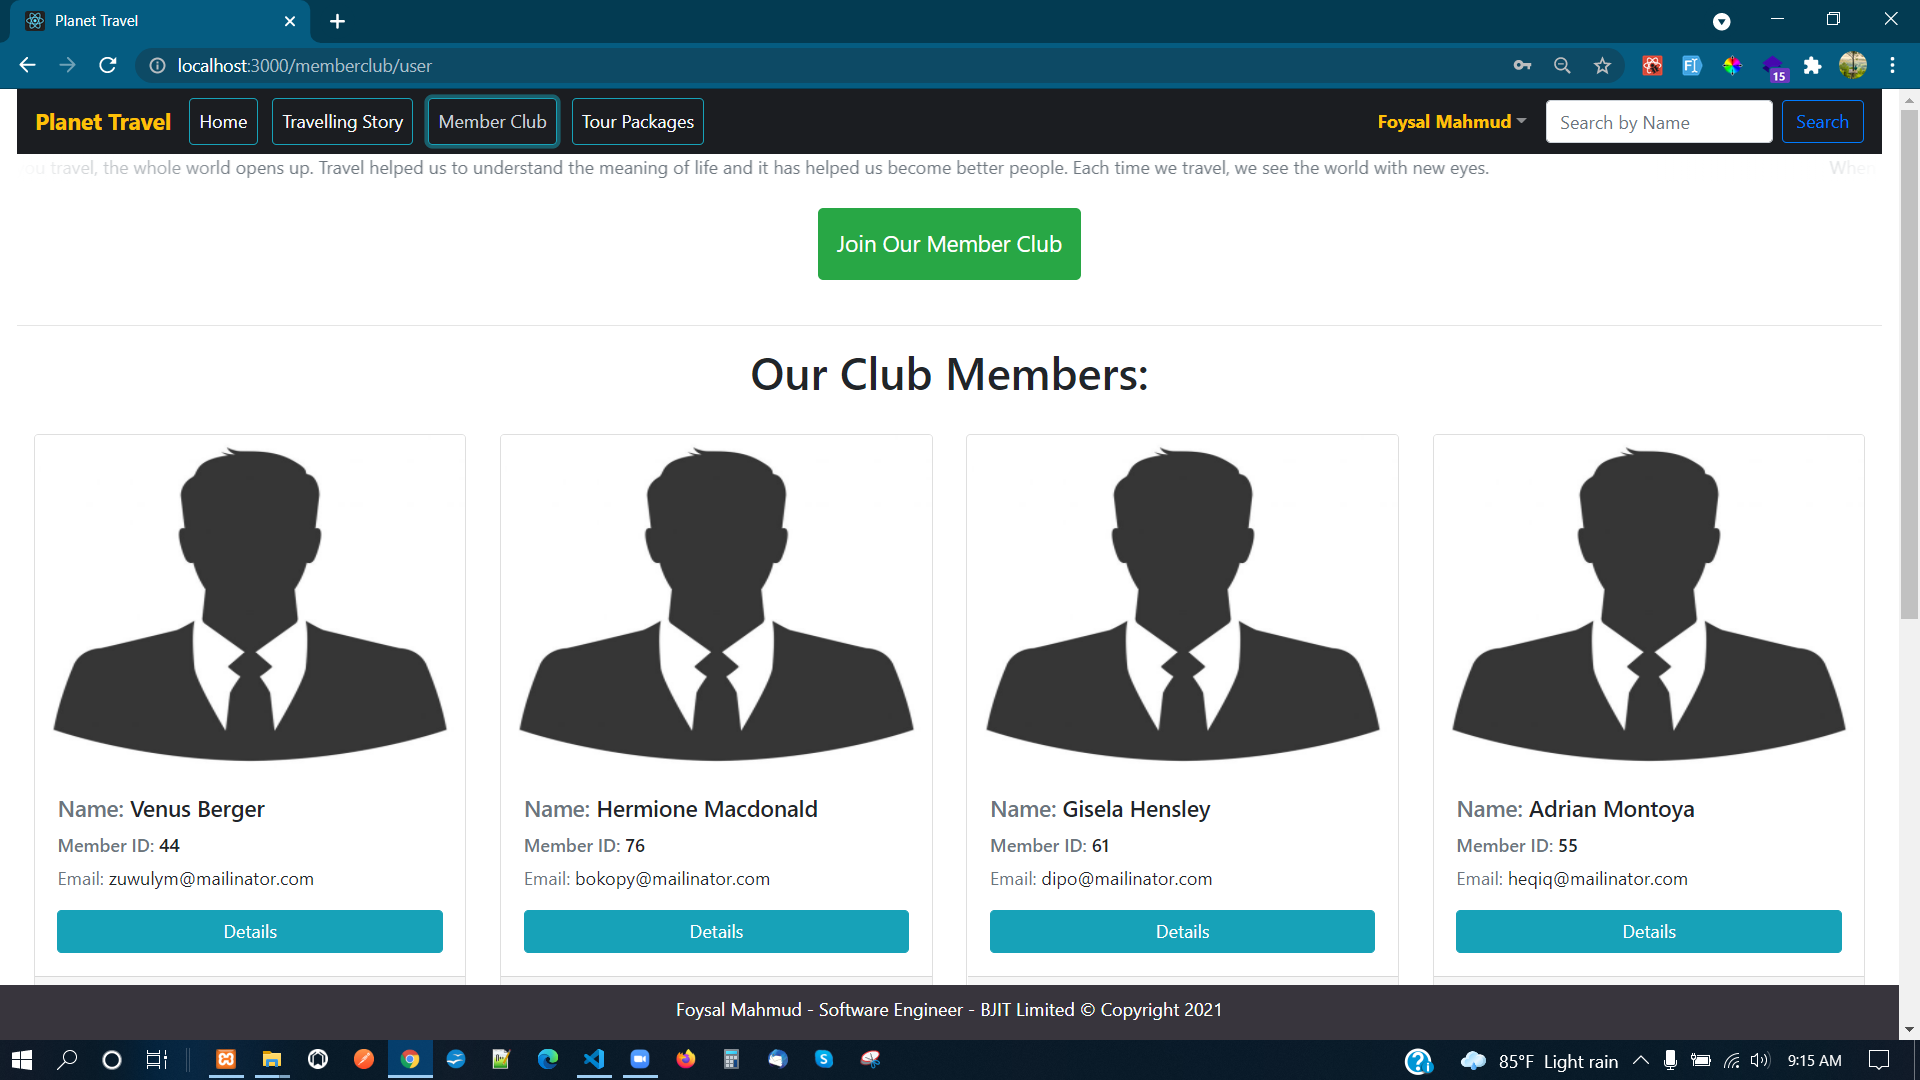 Planet Travel
localhost:3000/memberclub/user
15
Planet Travel Home Travelling Story Member Club Tour Packages Foysal Mahmud Search by Name Search
ou travel, the whole world opens up. Travel helped us to understand the meaning of life and it has helped us become better people. Each time we travel, we see the world with new eyes. When
Join Our Member Club
Our Club Members:
Name: Venus Berger
Member ID: 44
Email: zuwulym@mailinator.com
Details
Name: Hermione Macdonald
Member ID: 76
Email: bokopy@mailinator.com
Details
Name: Gisela Hensley
Member ID: 61
Email: dipo@mailinator.com
Details
Name: Adrian Montoya
Member ID: 55
Email: heqiq@mailinator.com
Details
Foysal Mahmud - Software Engineer - BJIT Limited © Copyright 2021
85°F Light rain 9:15 AM